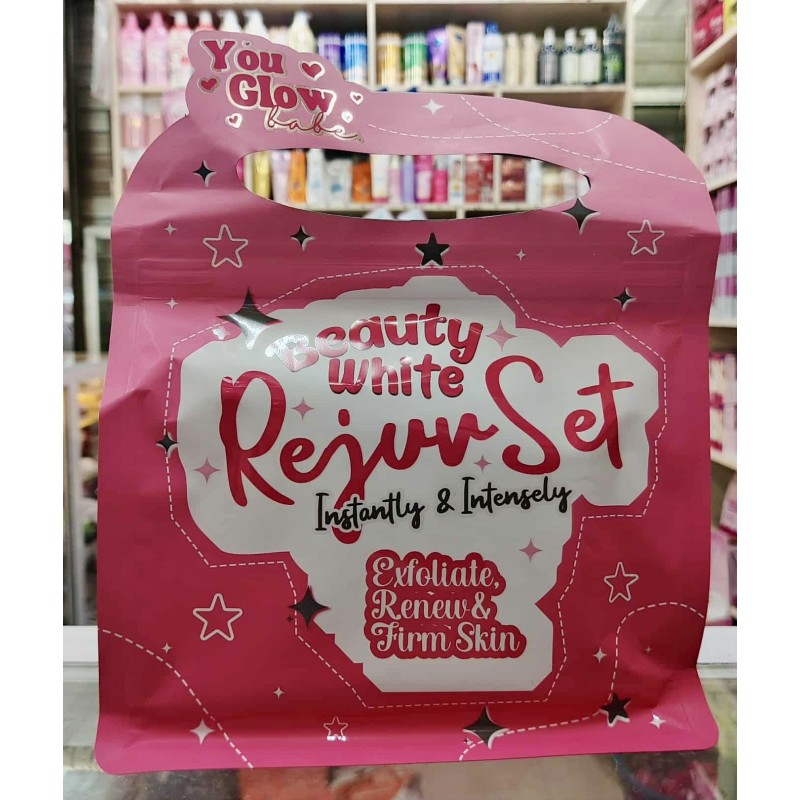 You
Glow
babe
Beauty
White
Rejuv Set
Instantly & Intensely
Exfoliate,
Renew &
Firm Skin